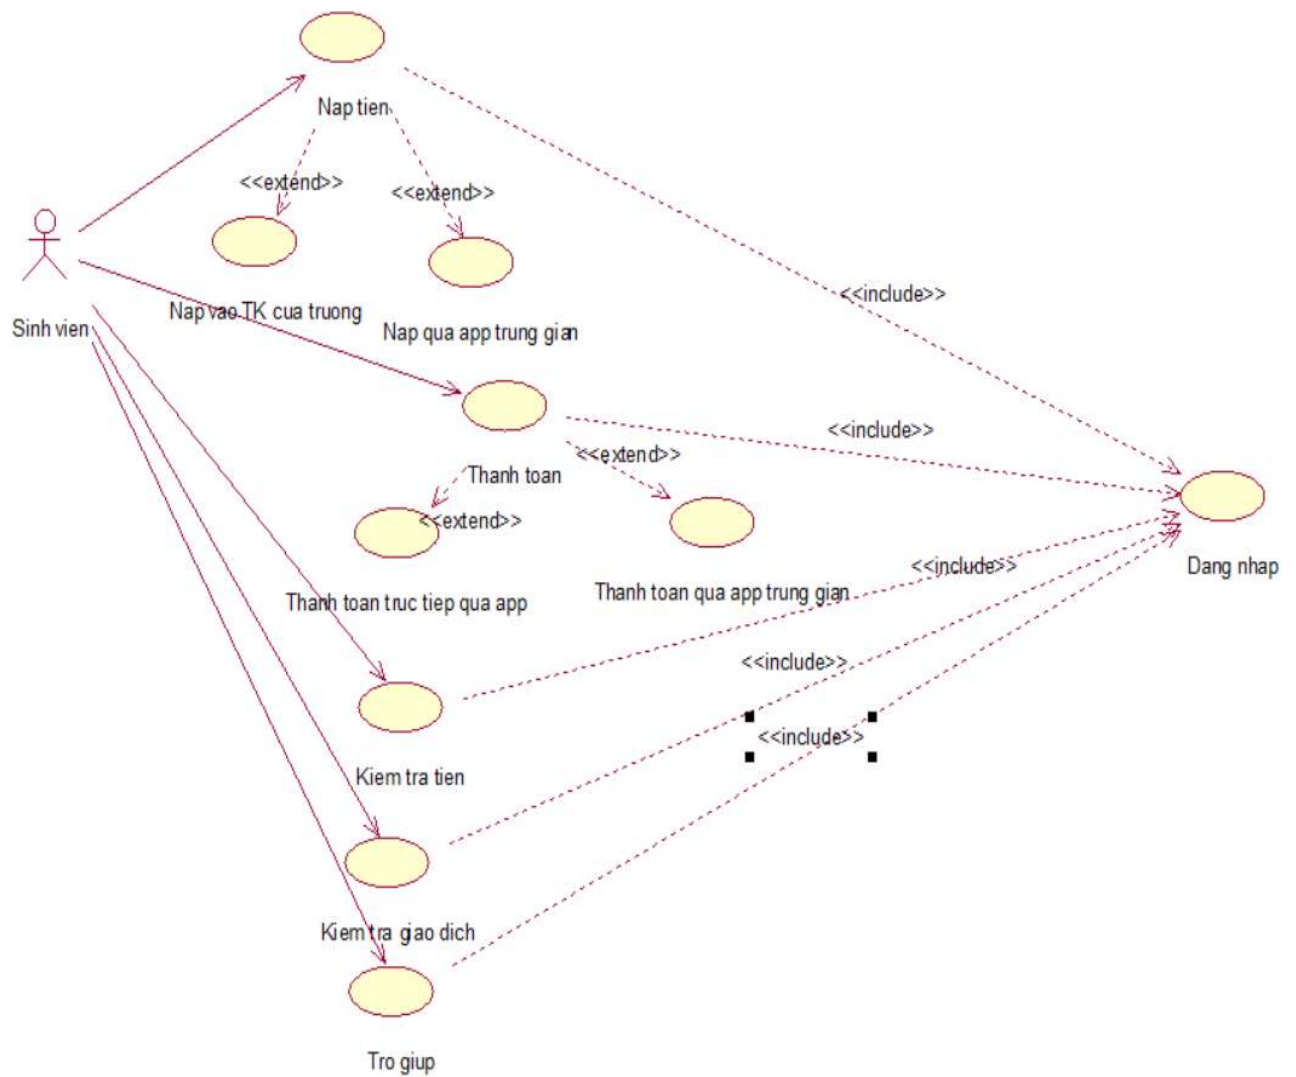 Nap tien
<<extend>>
<<extend>>
Sinh vien
Nap vao TK cua truong
Nap qua app trung gian
<<include>>
<<include>>
<<extend>>
Thanh toan
<<extend>>
Thanh toan truc tiep qua app
Thanh toan qua app trung gian
<<include>>
Dang nhap
<<include>>
<<include>>
Kiem tra tien
Kiem tra giao dich
Tro giup